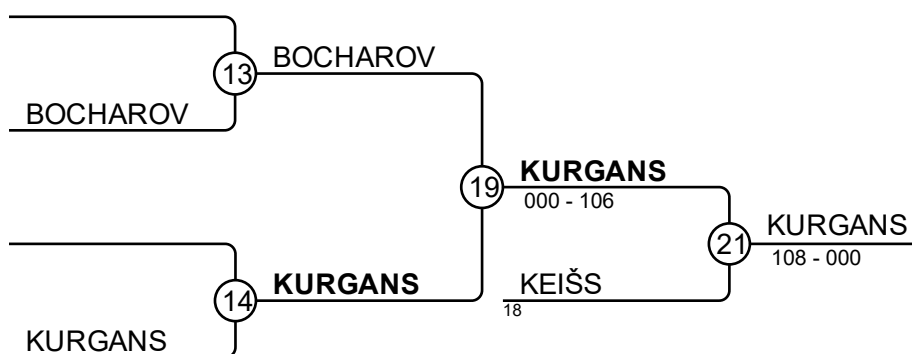 BOCHAROV
13
BOCHAROV
KURGANS
19
000 - 106
KURGANS
21
108 - 000
KURGANS
14
KEIŠS
18
KURGANS